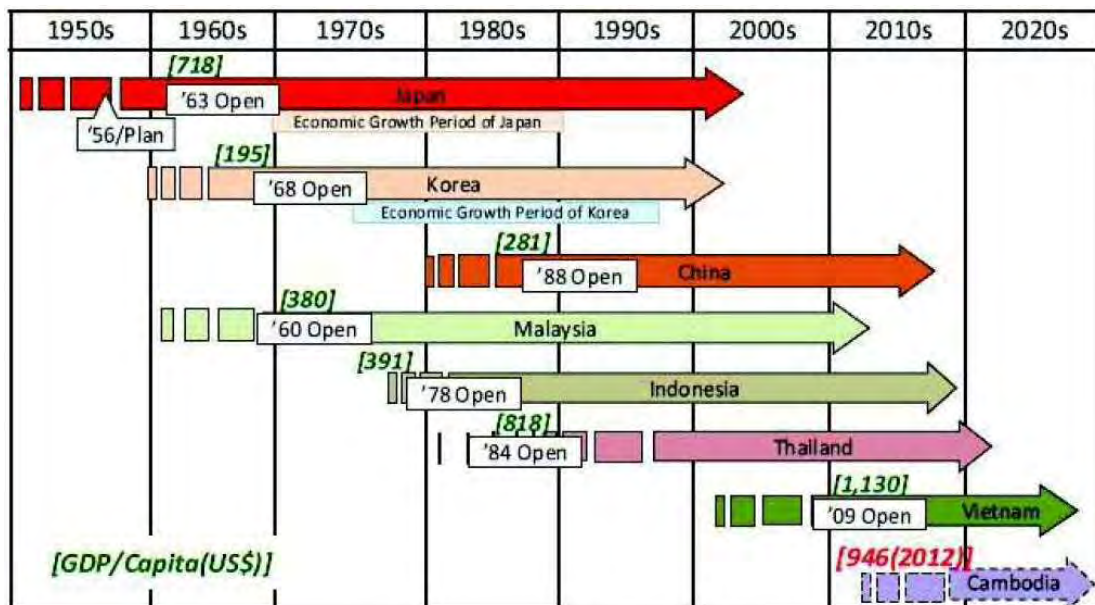 1950s 1960s 1970s 1980s 1990s 2000s 2010s 2020s
[718]
Japan
'63 Open
'56/Plan
Economic Growth Period of Japan
[195]
'68 Open
Korea
Economic Growth Period of Korea
[281]
'88 Open
China
[380]
'60 Open
Malaysia
[391]
'78 Open
Indonesia
[818]
'84 Open
Thailand
[1,130]
'09 Open
Vietnam
[GDP/Capita(US$)]
[946(2012)]
Cambodia